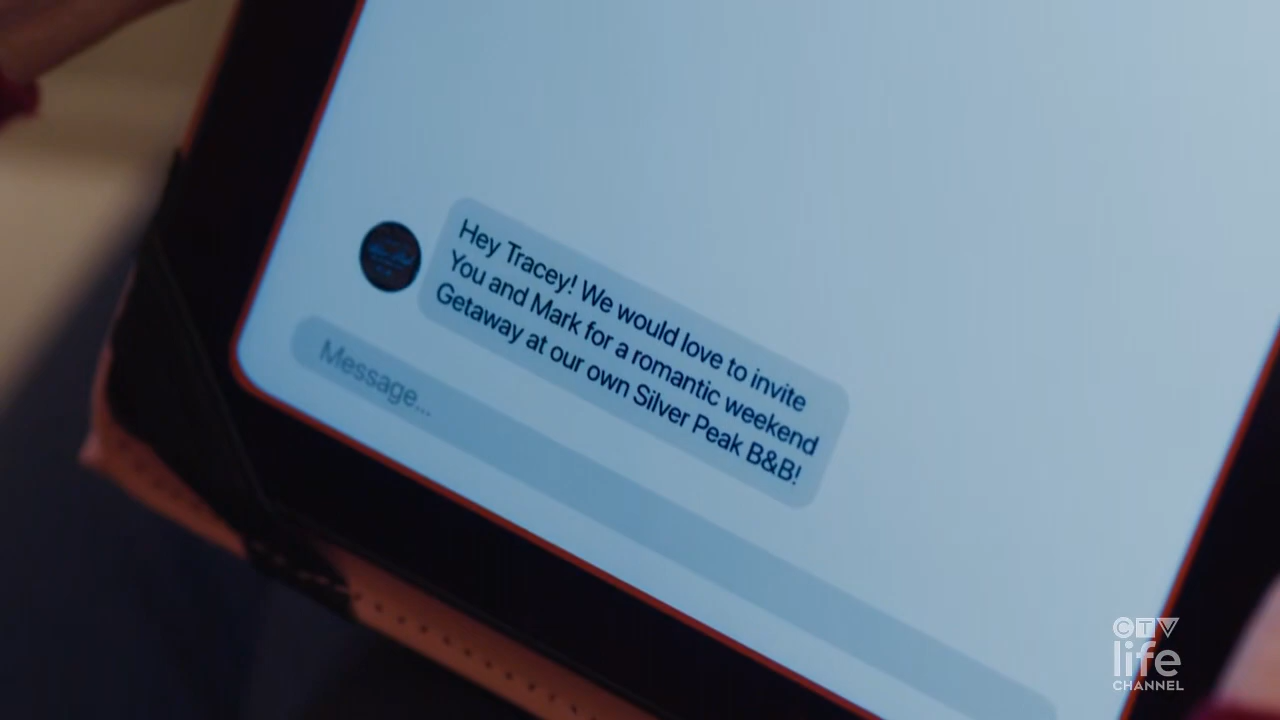 Hey Tracey! We would love to invite
You and Mark for a romantic weekend
Getaway at our own Silver Peak B&B!
Message...
CTV
life
CHANNEL